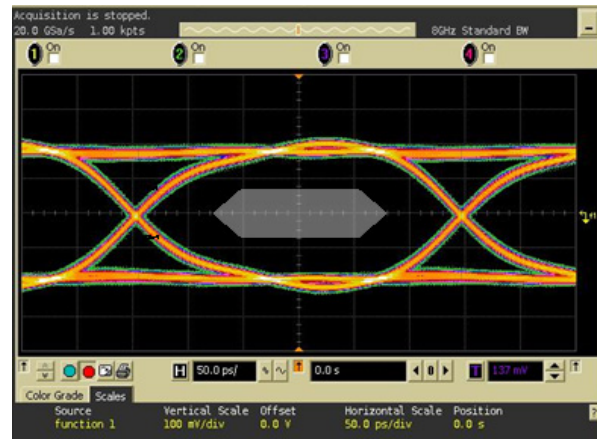 Acquisition is stopped.
20.0 GSa/s 1.00 kpts
8GHz Standard BW
1 On
2 On
3 On
4 On
H 50.0 ps/
0.0 s
0
T 137 mV
Color Grade Scales
Source Vertical Scale Offset Horizontal Scale Position
function 1 100 mV/div 0.0 V 50.0 ps/div 0.0 s
?